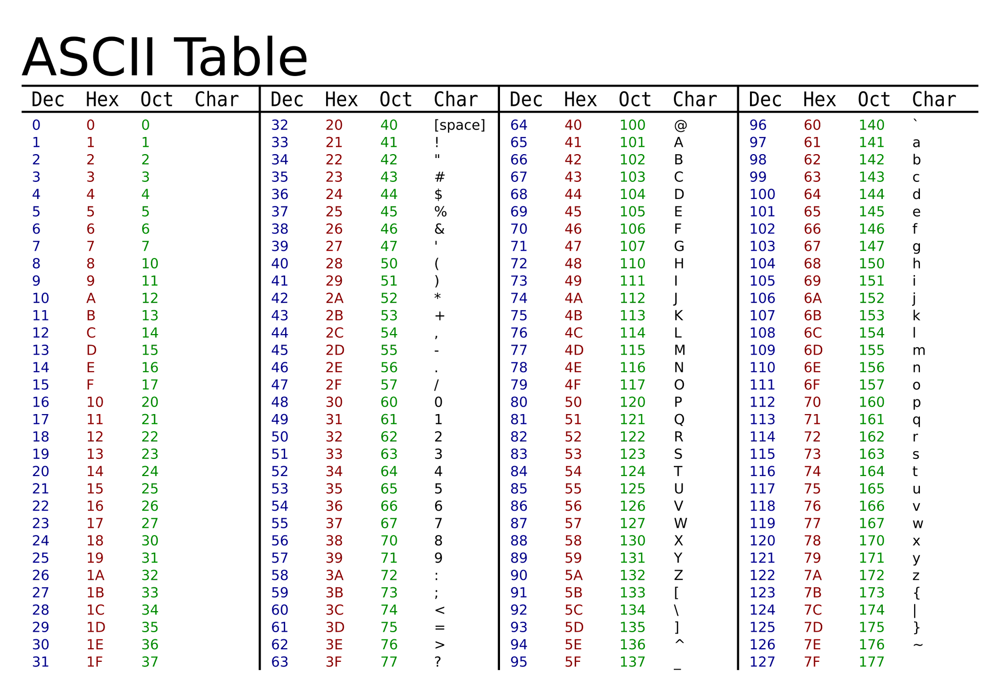 ASCII Table
Dec Hex Oct Char Dec Hex Oct Char Dec Hex Oct Char Dec Hex Oct Char
0 0 0 32 20 40 [space] 64 40 100 @ 96 60 140 `
1 1 1 33 21 41 ! 65 41 101 A 97 61 141 a
2 2 2 34 22 42 " 66 42 102 B 98 62 142 b
3 3 3 35 23 43 # 67 43 103 C 99 63 143 c
4 4 4 36 24 44 $ 68 44 104 D 100 64 144 d
5 5 5 37 25 45 % 69 45 105 E 101 65 145 e
6 6 6 38 26 46 & 70 46 106 F 102 66 146 f
7 7 7 39 27 47 ' 71 47 107 G 103 67 147 g
8 8 10 40 28 50 ( 72 48 110 H 104 68 150 h
9 9 11 41 29 51 ) 73 49 111 I 105 69 151 i
10 A 12 42 2A 52 * 74 4A 112 J 106 6A 152 j
11 B 13 43 2B 53 + 75 4B 113 K 107 6B 153 k
12 C 14 44 2C 54 , 76 4C 114 L 108 6C 154 l
13 D 15 45 2D 55 - 77 4D 115 M 109 6D 155 m
14 E 16 46 2E 56 . 78 4E 116 N 110 6E 156 n
15 F 17 47 2F 57 / 79 4F 117 O 111 6F 157 o
16 10 20 48 30 60 0 80 50 120 P 112 70 160 p
17 11 21 49 31 61 1 81 51 121 Q 113 71 161 q
18 12 22 50 32 62 2 82 52 122 R 114 72 162 r
19 13 23 51 33 63 3 83 53 123 S 115 73 163 s
20 14 24 52 34 64 4 84 54 124 T 116 74 164 t
21 15 25 53 35 65 5 85 55 125 U 117 75 165 u
22 16 26 54 36 66 6 86 56 126 V 118 76 166 v
23 17 27 55 37 67 7 87 57 127 W 119 77 167 w
24 18 30 56 38 70 8 88 58 130 X 120 78 170 x
25 19 31 57 39 71 9 89 59 131 Y 121 79 171 y
26 1A 32 58 3A 72 : 90 5A 132 Z 122 7A 172 z
27 1B 33 59 3B 73 ; 91 5B 133 [ 123 7B 173 {
28 1C 34 60 3C 74 < 92 5C 134 \ 124 7C 174 |
29 1D 35 61 3D 75 = 93 5D 135 ] 125 7D 175 }
30 1E 36 62 3E 76 > 94 5E 136 ^ 126 7E 176 ~
31 1F 37 63 3F 77 ? 95 5F 137 _ 127 7F 177